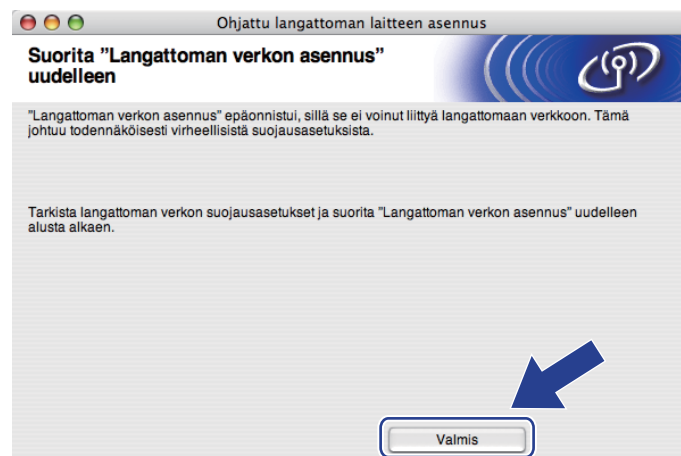 Ohjattu langattoman laitteen asennus
Suorita ”Langattoman verkon asennus”
uudelleen
"Langattoman verkon asennus" epäonnistui, sillä se ei voinut liittyä langattomaan verkkoon. Tämä
johtuu todennäköisesti virheellisistä suojausasetuksista.
Tarkista langattoman verkon suojausasetukset ja suorita "Langattoman verkon asennus" uudelleen
alusta alkaen.
Valmis